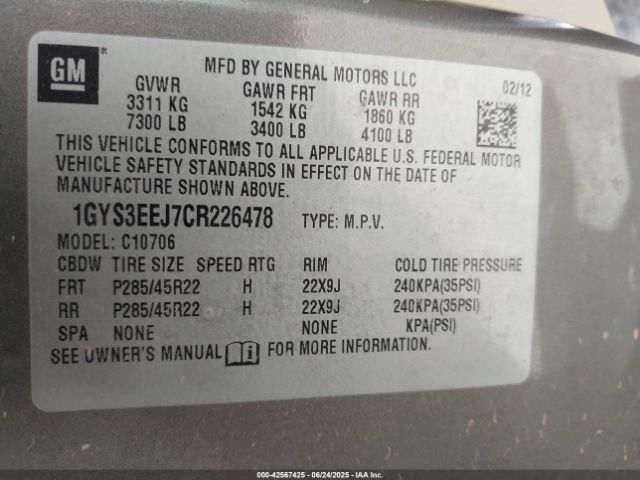 GM
MFD BY GENERAL MOTORS LLC
02/12
GVWR GAWR FRT GAWR RR
3311 KG 1542 KG 1860 KG
7300 LB 3400 LB 4100 LB
THIS VEHICLE CONFORMS TO ALL APPLICABLE U.S. FEDERAL MOTOR
VEHICLE SAFETY STANDARDS IN EFFECT ON THE DATE OF
MANUFACTURE SHOWN ABOVE.
1GYS3EEJ7CR226478 TYPE: M.P.V.
MODEL: C10706
CBDW TIRE SIZE SPEED RTG RIM COLD TIRE PRESSURE
FRT P285/45R22 H 22X9J 240KPA(35PSI)
RR P285/45R22 H 22X9J 240KPA(35PSI)
SPA NONE NONE KPA(PSI)
SEE OWNER'S MANUAL FOR MORE INFORMATION.
000-42567425 - 06/24/2025 - IAA Inc.